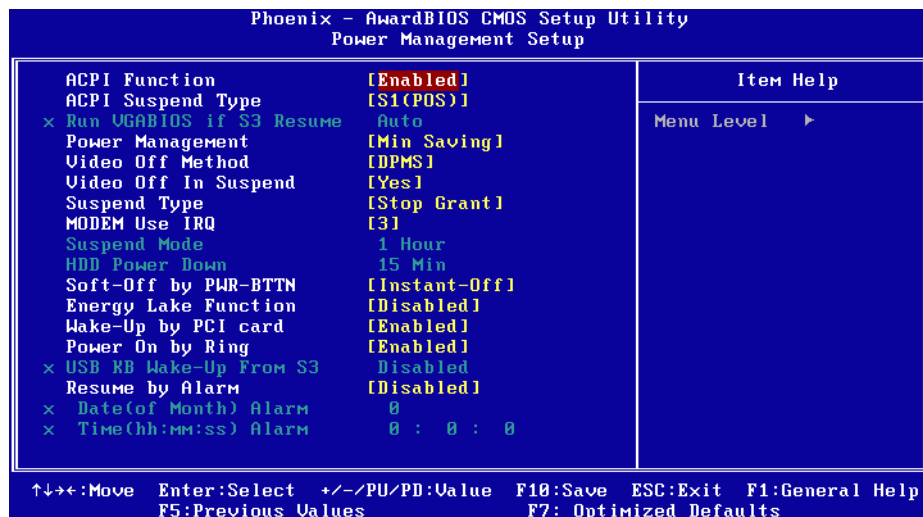 Phoenix - AwardBIOS CMOS Setup Utility
Power Management Setup
ACPI Function [Enabled]
ACPI Suspend Type [S1(POS)]
x Run VGABIOS if S3 Resume Auto
Power Management [Min Saving]
Video Off Method [DPMS]
Video Off In Suspend [Yes]
Suspend Type [Stop Grant]
MODEM Use IRQ [3]
Suspend Mode 1 Hour
HDD Power Down 15 Min
Soft-Off by PWR-BTTN [Instant-Off]
Energy Lake Function [Disabled]
Wake-Up by PCI card [Enabled]
Power On by Ring [Enabled]
x USB KB Wake-Up From S3 Disabled
Resume by Alarm [Disabled]
x Date(of Month) Alarm 0
x Time(hh:mm:ss) Alarm 0 : 0 : 0
Item Help
Menu Level ▶
↑↓→←:Move Enter:Select +/-/PU/PD:Value F10:Save ESC:Exit F1:General Help
F5:Previous Values F7: Optimized Defaults